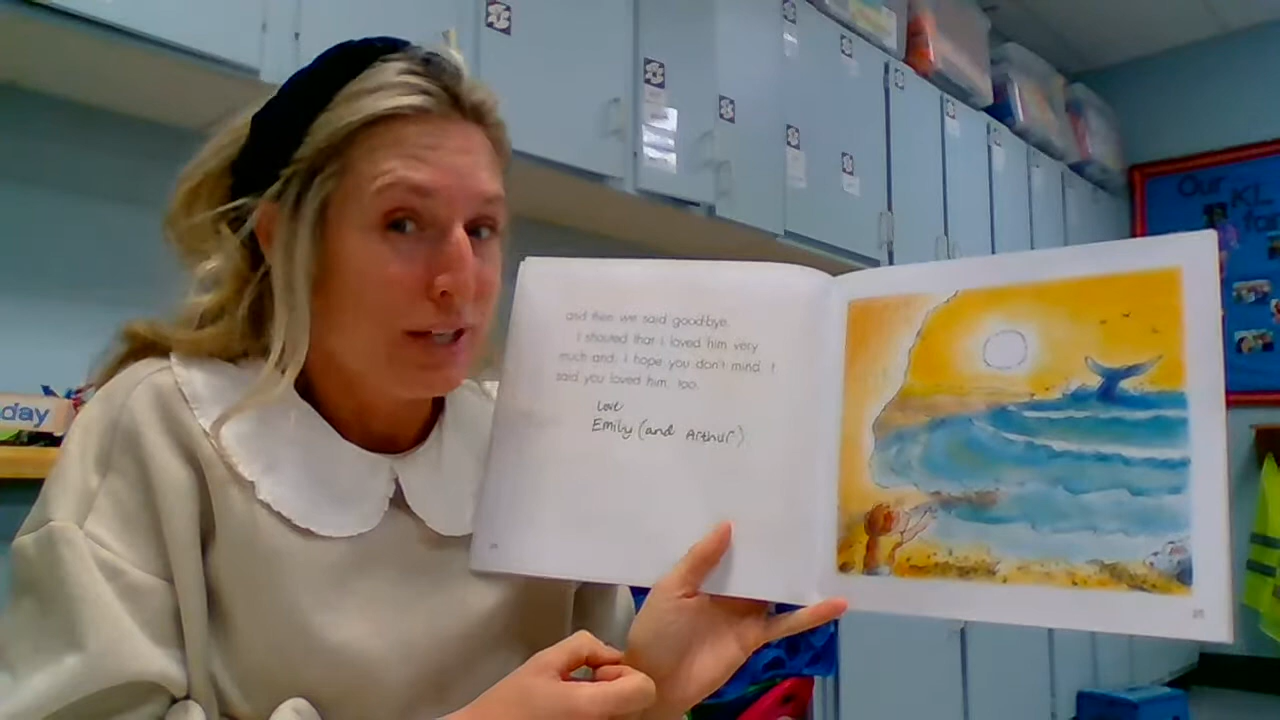 day
Our
KL
and then we said goodbye.
I shouted that I loved him very
much and, I hope you don't mind, I
said you loved him, too.
Love
Emily (and Arthur).